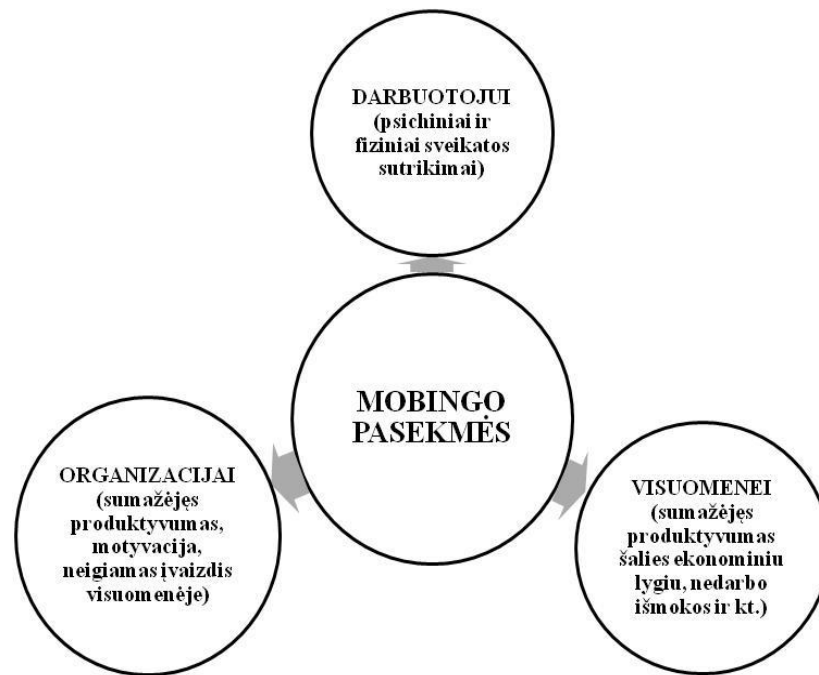 DARBUOTOJUI
(psichiniai ir
fiziniai sveikatos
sutrikimai)
MOBINGO
PASEKMĖS
ORGANIZACIJAI
(sumažėjęs
produktyvumas,
motyvacija,
neigiamas įvaizdis
visuomenėje)
VISUOMENEI
(sumažėjęs
produktyvumas
šalies ekonominiu
lygiu, nedarbo
išmokos ir kt.)